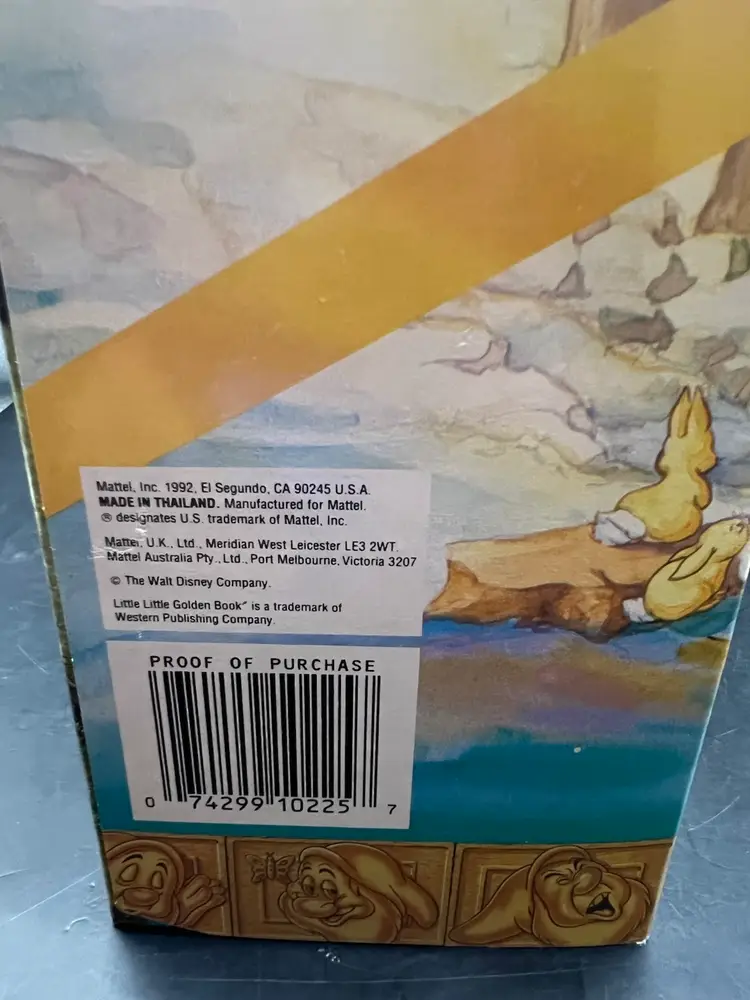 Mattel, Inc. 1992, El Segundo, CA 90245 U.S.A.
MADE IN THAILAND. Manufactured for Mattel.
® designates U.S. trademark of Mattel, Inc.
Mattel, U.K., Ltd., Meridian West Leicester LE3 2WT.
Mattel Australia Pty., Ltd., Port Melbourne, Victoria 3207
© The Walt Disney Company.
Little Little Golden Book™ is a trademark of
Western Publishing Company.
PROOF OF PURCHASE
0 74299 10225 7